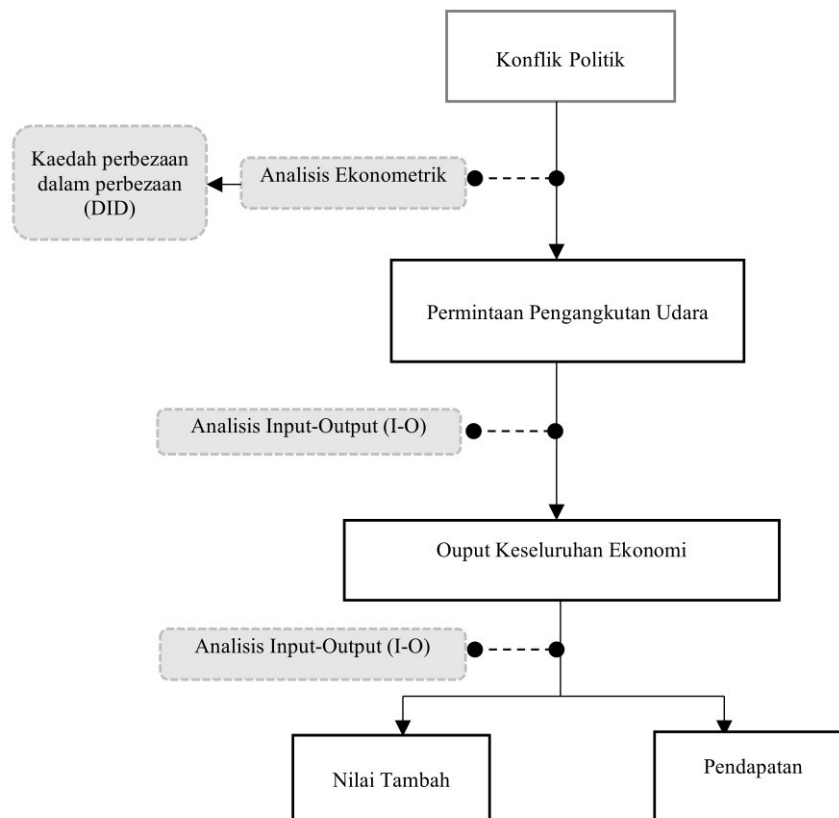 Konflik Politik
Kaedah perbezaan
dalam perbezaan
(DID)
Analisis Ekonometrik
Permintaan Pengangkutan Udara
Analisis Input-Output (I-O)
Ouput Keseluruhan Ekonomi
Analisis Input-Output (I-O)
Nilai Tambah
Pendapatan